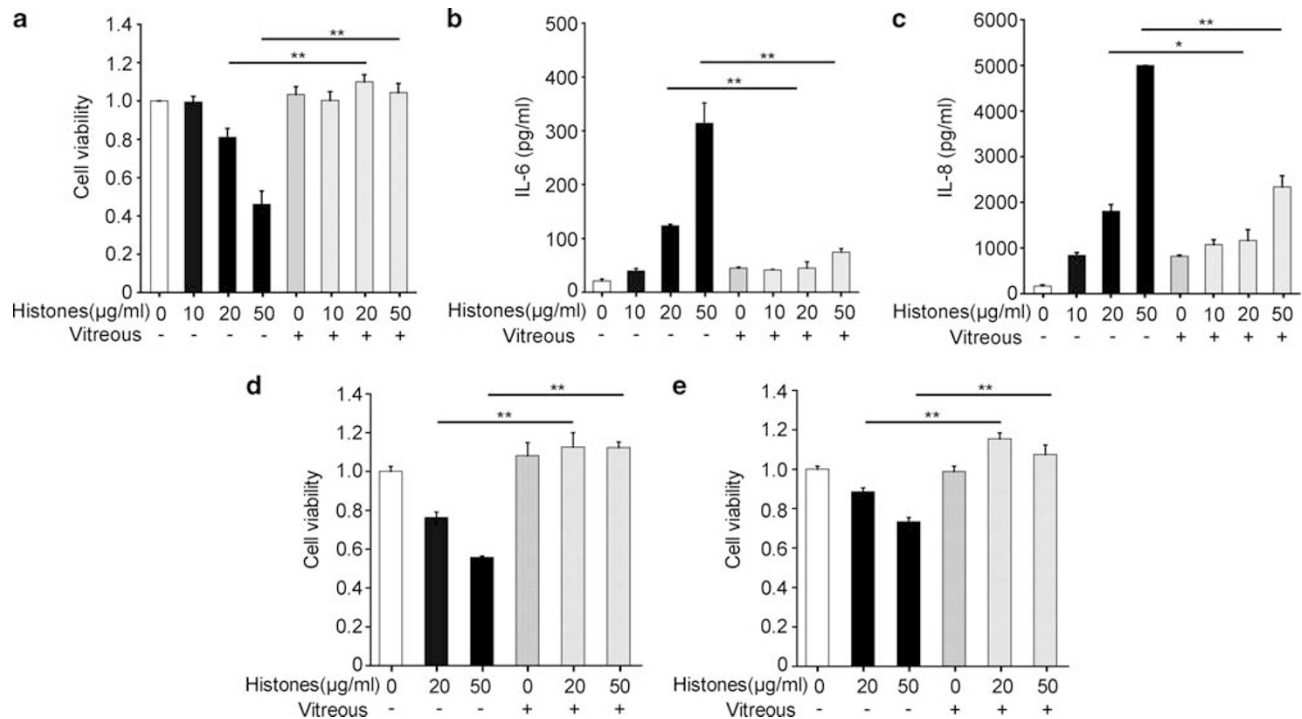 a
1.4
1.2
1.0
0.8
0.6
0.4
0.2
0
Cell viability
** **
Histones(µg/ml) 0 10 20 50 0 10 20 50
Vitreous - - - - + + + +
b
500
400
300
200
100
0
IL-6 (pg/ml)
** **
Histones(µg/ml) 0 10 20 50 0 10 20 50
Vitreous - - - - + + + +
c
6000
5000
4000
3000
2000
1000
0
IL-8 (pg/ml)
** *
Histones(µg/ml) 0 10 20 50 0 10 20 50
Vitreous - - - - + + + +
d
1.4
1.2
1.0
0.8
0.6
0.4
0.2
0
Cell viability
** **
Histones(µg/ml) 0 20 50 0 20 50
Vitreous - - - + + +
e
1.4
1.2
1.0
0.8
0.6
0.4
0.2
0
Cell viability
** **
Histones(µg/ml) 0 20 50 0 20 50
Vitreous - - - + + +